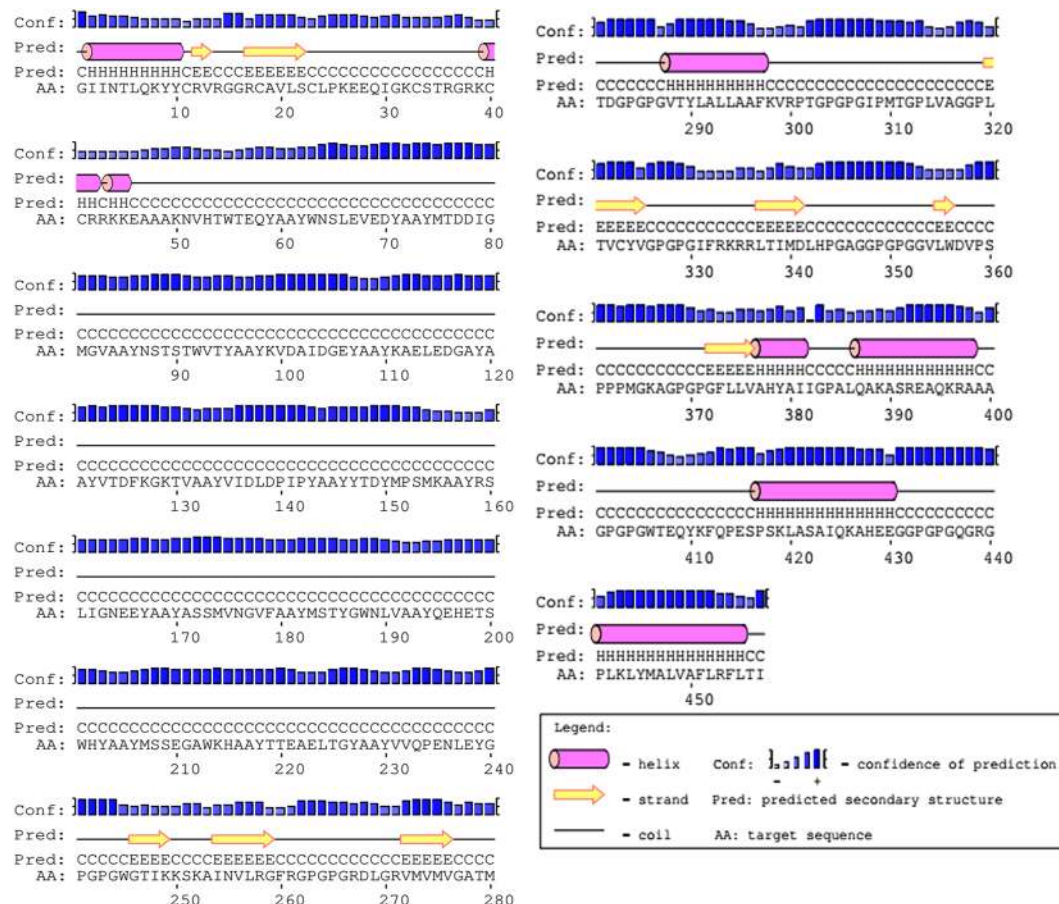 Conf:
Pred:
Pred: CHHHHHHHHHCEECCCEEEEEECCCCCCCCCCCCCCCCCH
AA: GIINTLQKYYCRVRGGRCAVLSCLPKEEQIGKCSTRGRKC
10 20 30 40
Conf:
Pred:
Pred: HHCHHCCCCCCCCCCCCCCCCCCCCCCCCCCCCCCCCCCC
AA: CRRKKEAAAKNVHTWTEQYAAYWNSLEVEDYAAYMTDDIG
50 60 70 80
Conf:
Pred:
Pred: CCCCCCCCCCCCCCCCCCCCCCCCCCCCCCCCCCCCCCCC
AA: MGVAAYNSTSTWVTYAAYKVDAIDGEYAAYKAELEDGAYA
90 100 110 120
Conf:
Pred:
Pred: CCCCCCCCCCCCCCCCCCCCCCCCCCCCCCCCCCCCCCCC
AA: AYVTDFKGKTVAAYVIDLDPIPYAAYYTDYMPSMKAAYRS
130 140 150 160
Conf:
Pred:
Pred: CCCCCCCCCCCCCCCCCCCCCCCCCCCCCCCCCCCCCCCC
AA: LIGNEEYAAYASSMVNGVFAAYMSTYGWNLVAAYQEHETS
170 180 190 200
Conf:
Pred:
Pred: CCCCCCCCCCCCCCCCCCCCCCCCCCCCCCCCCCCCCCCC
AA: WHYAAYMSSEGAWKHAAYTTEAELTGYAAYVVQPENLEYG
210 220 230 240
Conf:
Pred:
Pred: CCCCCEEEECCCCEEEEEECCCCCCCCCCCCEEEEECCCC
AA: PGPGWGTIKKSKAINVLRGFRGPGPGRDLGRVMVMVGATM
250 260 270 280
Conf:
Pred:
Pred: CCCCCCCHHHHHHHHHHCCCCCCCCCCCCCCCCCCCCCCE
AA: TDGPGPGVTYLALLAAFKVRPTGPGPGIPMTGPLVAGGPL
290 300 310 320
Conf:
Pred:
Pred: EEEEECCCCCCCCCCCEEEEECCCCCCCCCCCCEECCCCC
AA: TVCYVGPGPGIFRKRRLTIMDLHPGAGGPGPGGVLWDVPS
330 340 350 360
Conf:
Pred:
Pred: CCCCCCCCCCCEEEEEHHHHHCCCCCHHHHHHHHHHHHCC
AA: PPPMGKAGPGPGFLLVAHYAIIGPALQAKASREAQKRAAA
370 380 390 400
Conf:
Pred:
Pred: CCCCCCCCCCCCCCCCHHHHHHHHHHHHHHCCCCCCCCCC
AA: GPGPGWTEQYKFQPESPSKLASAIQKAHEEGGPGPGQGRG
410 420 430 440
Conf:
Pred:
Pred: HHHHHHHHHHHHHHHCC
AA: PLKLYMALVAFLRFLTI
450
Legend:
- helix Conf: - + - confidence of prediction
- strand Pred: predicted secondary structure
- coil AA: target sequence